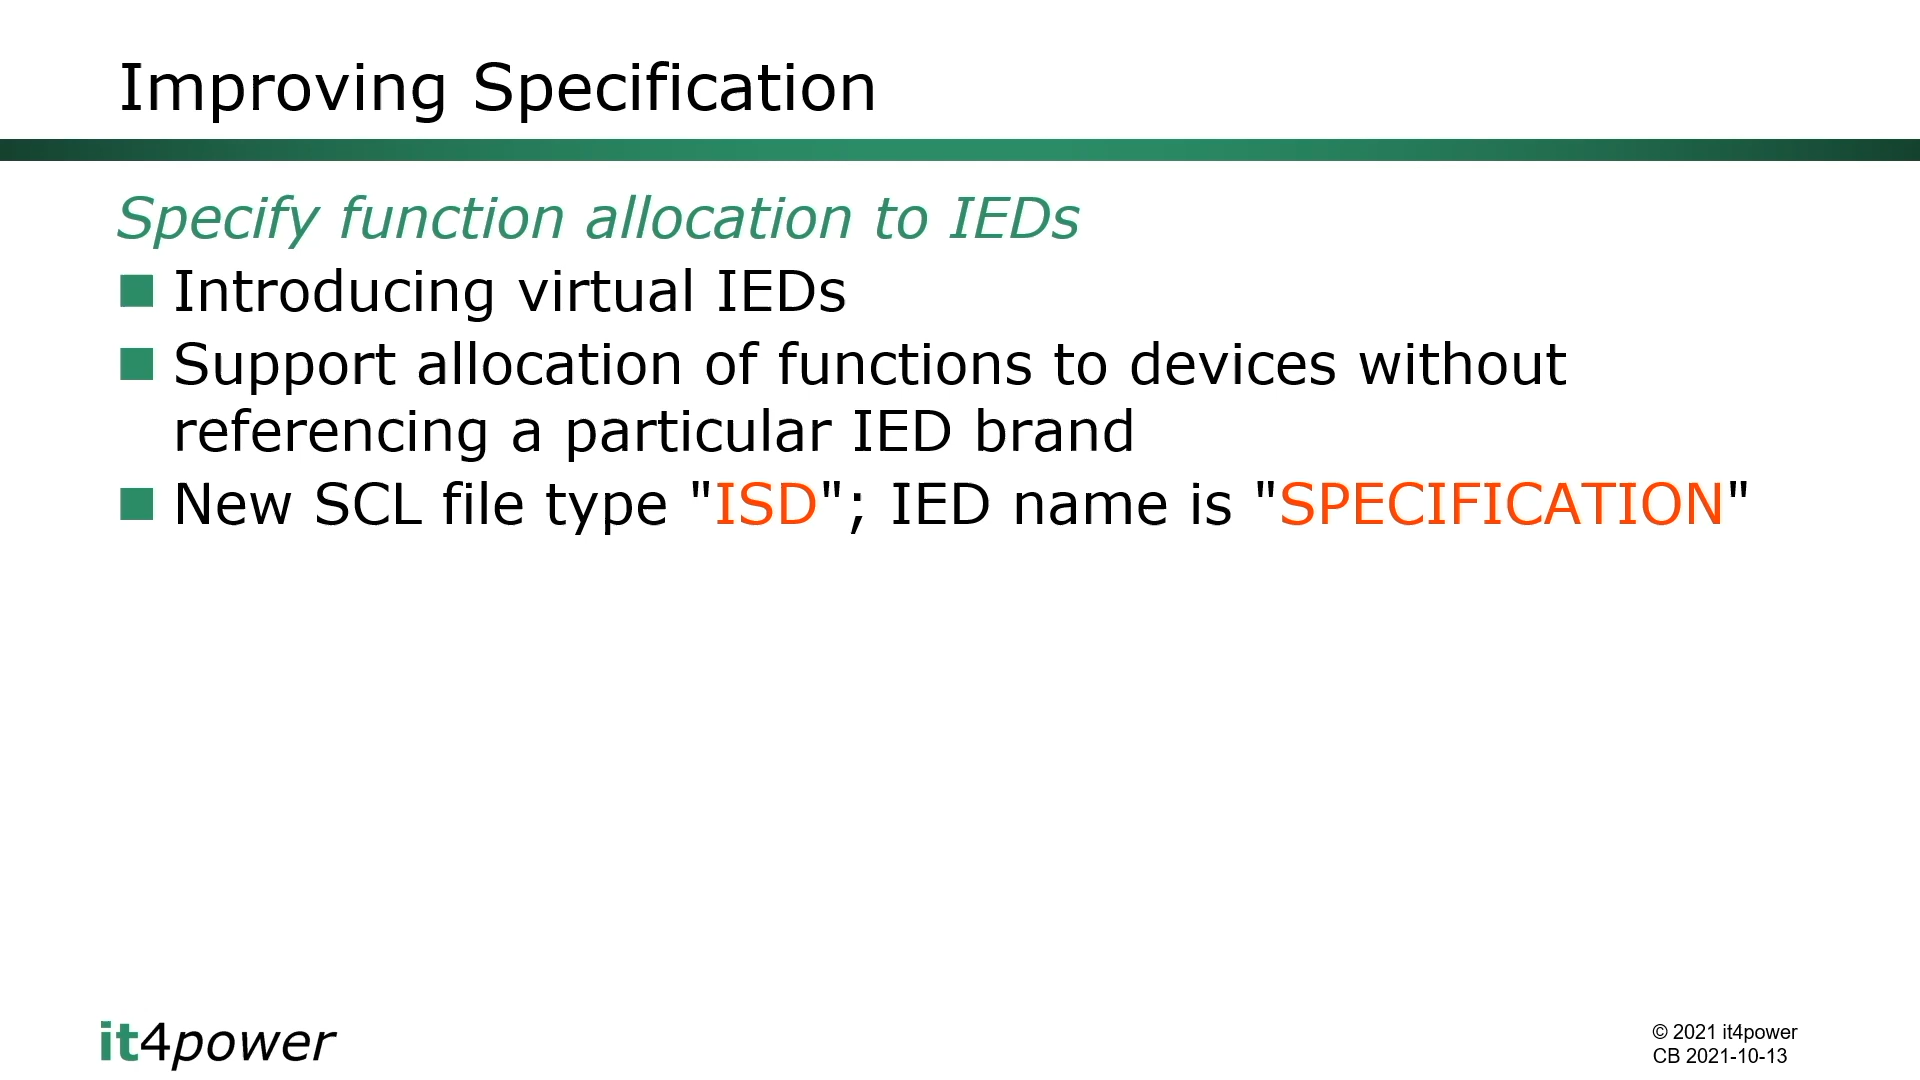 Improving Specification
Specify function allocation to IEDs
Introducing virtual IEDs
Support allocation of functions to devices without
referencing a particular IED brand
New SCL file type "ISD"; IED name is "SPECIFICATION"
it4power
© 2021 it4power
CB 2021-10-13